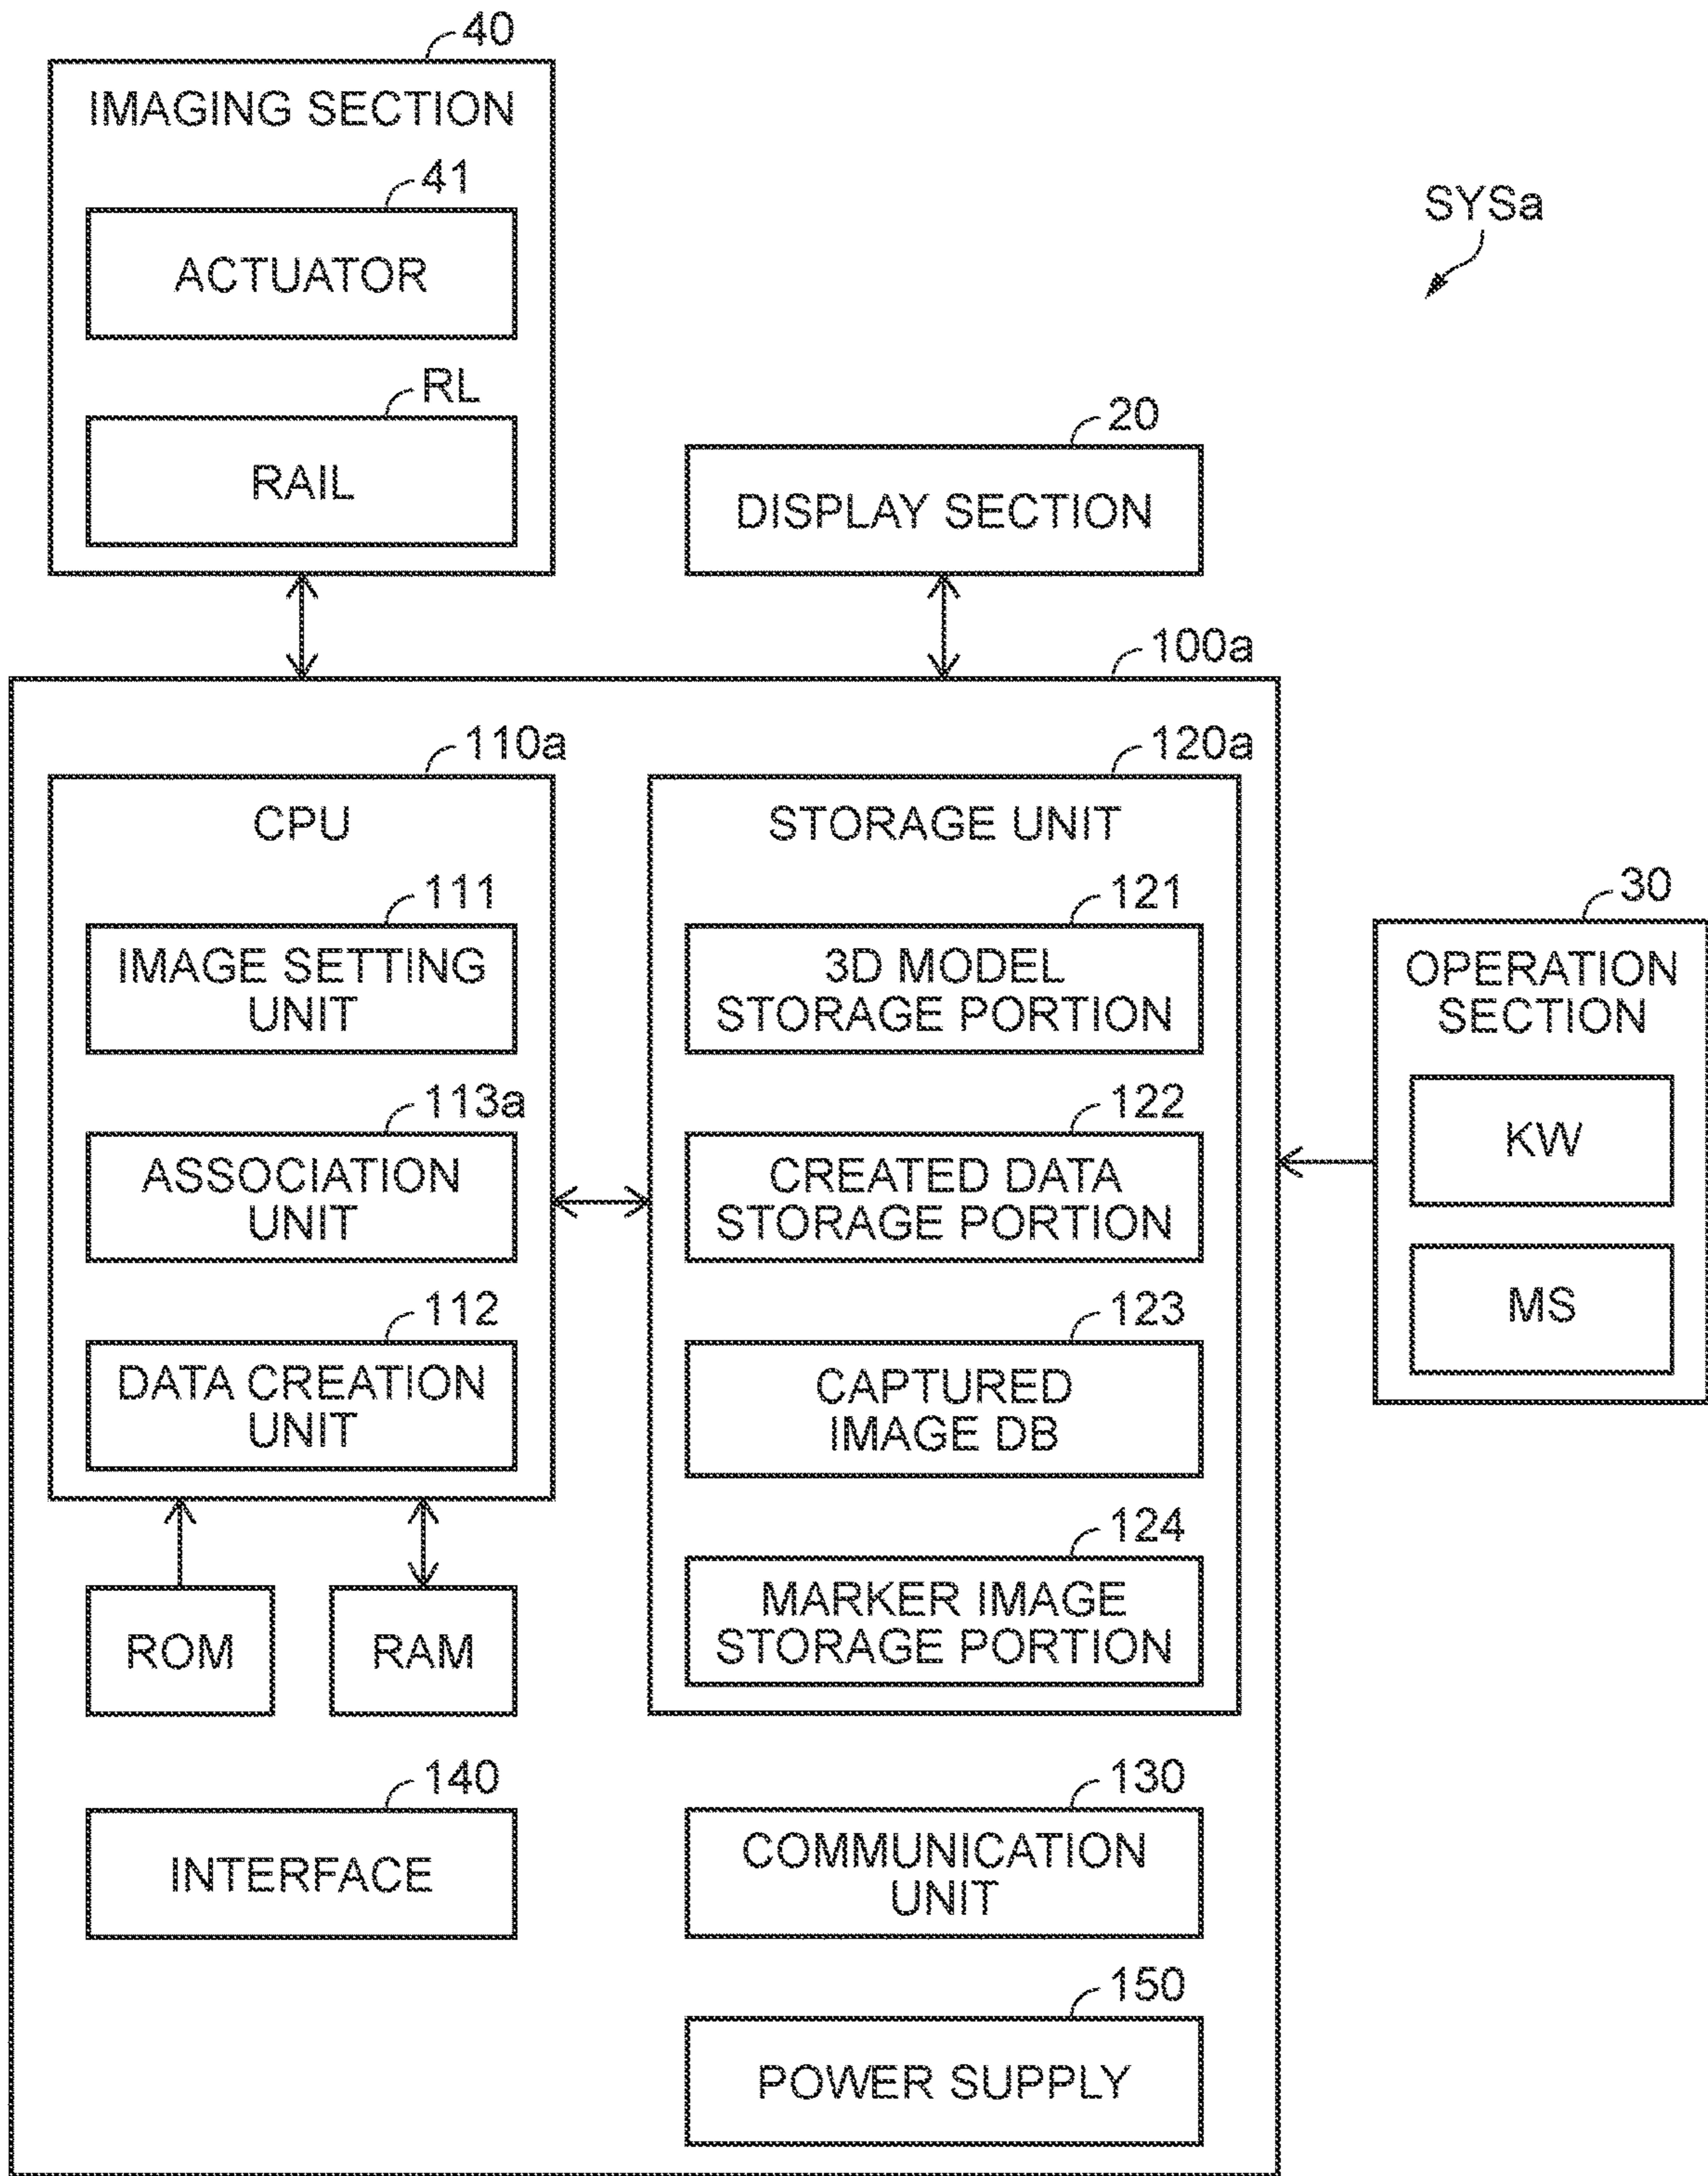 40
IMAGING SECTION
41
ACTUATOR
RL
RAIL
SYSa
20
DISPLAY SECTION
100a
110a
CPU
111
IMAGE SETTING
UNIT
113a
ASSOCIATION
UNIT
112
DATA CREATION
UNIT
ROM
RAM
120a
STORAGE UNIT
121
3D MODEL
STORAGE PORTION
122
CREATED DATA
STORAGE PORTION
123
CAPTURED
IMAGE DB
124
MARKER IMAGE
STORAGE PORTION
30
OPERATION
SECTION
KW
MS
140
INTERFACE
130
COMMUNICATION
UNIT
150
POWER SUPPLY